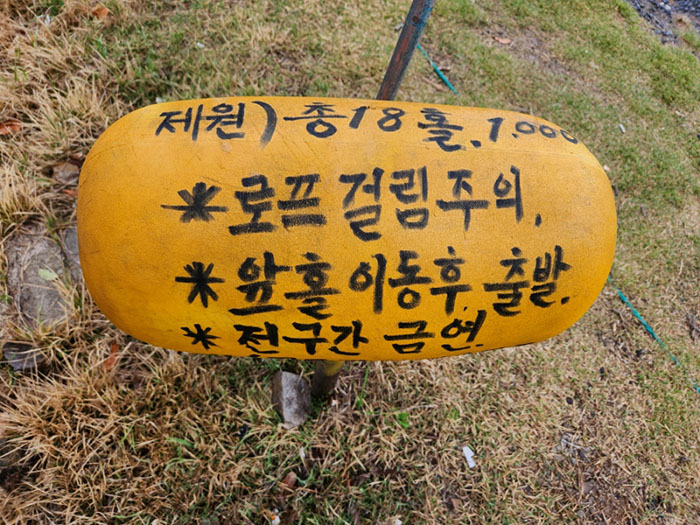 제원) 총 18홀. 1.000
*로프 걸림주의.
*앞홀 이동후. 출발.
*전구간 금연.